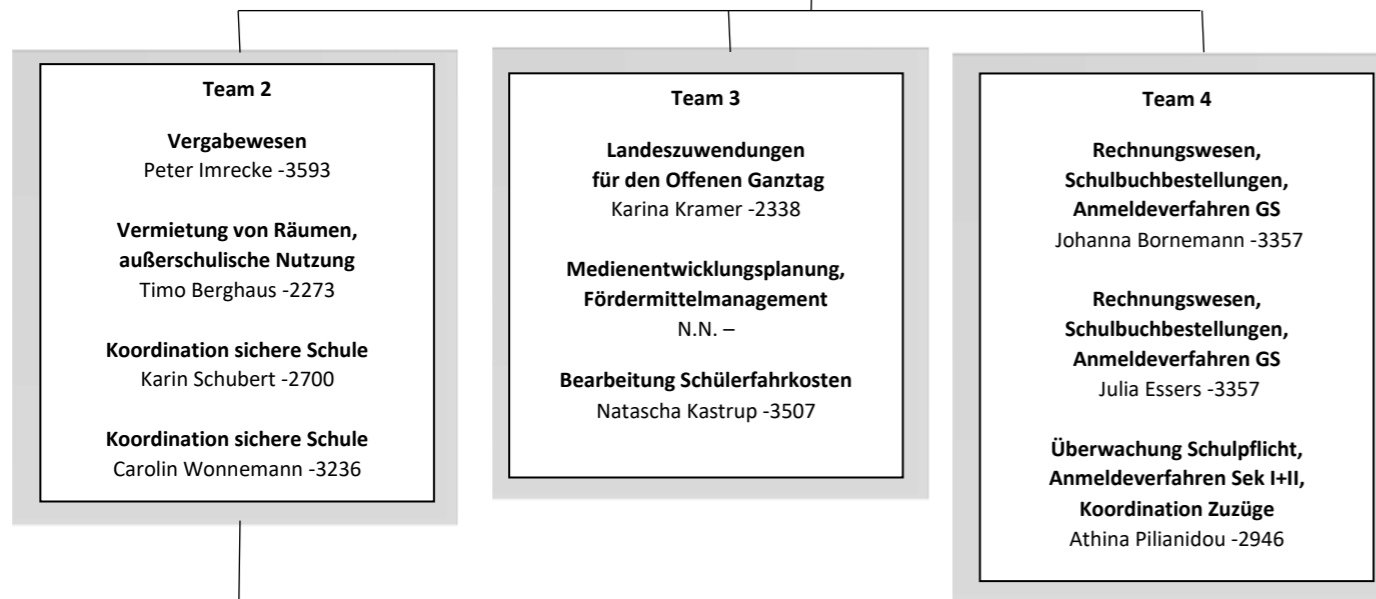 Team 2
Vergabewesen
Peter Imrecke -3593
Vermietung von Räumen,
außerschulische Nutzung
Timo Berghaus -2273
Koordination sichere Schule
Karin Schubert -2700
Koordination sichere Schule
Carolin Wonnemann -3236
Team 3
Landeszuwendungen
für den Offenen Ganztag
Karina Kramer -2338
Medienentwicklungsplanung,
Fördermittelmanagement
N.N. –
Bearbeitung Schülerfahrkosten
Natascha Kastrup -3507
Team 4
Rechnungswesen,
Schulbuchbestellungen,
Anmeldeverfahren GS
Johanna Bornemann -3357
Rechnungswesen,
Schulbuchbestellungen,
Anmeldeverfahren GS
Julia Essers -3357
Überwachung Schulpflicht,
Anmeldeverfahren Sek I+II,
Koordination Zuzüge
Athina Pilianidou -2946